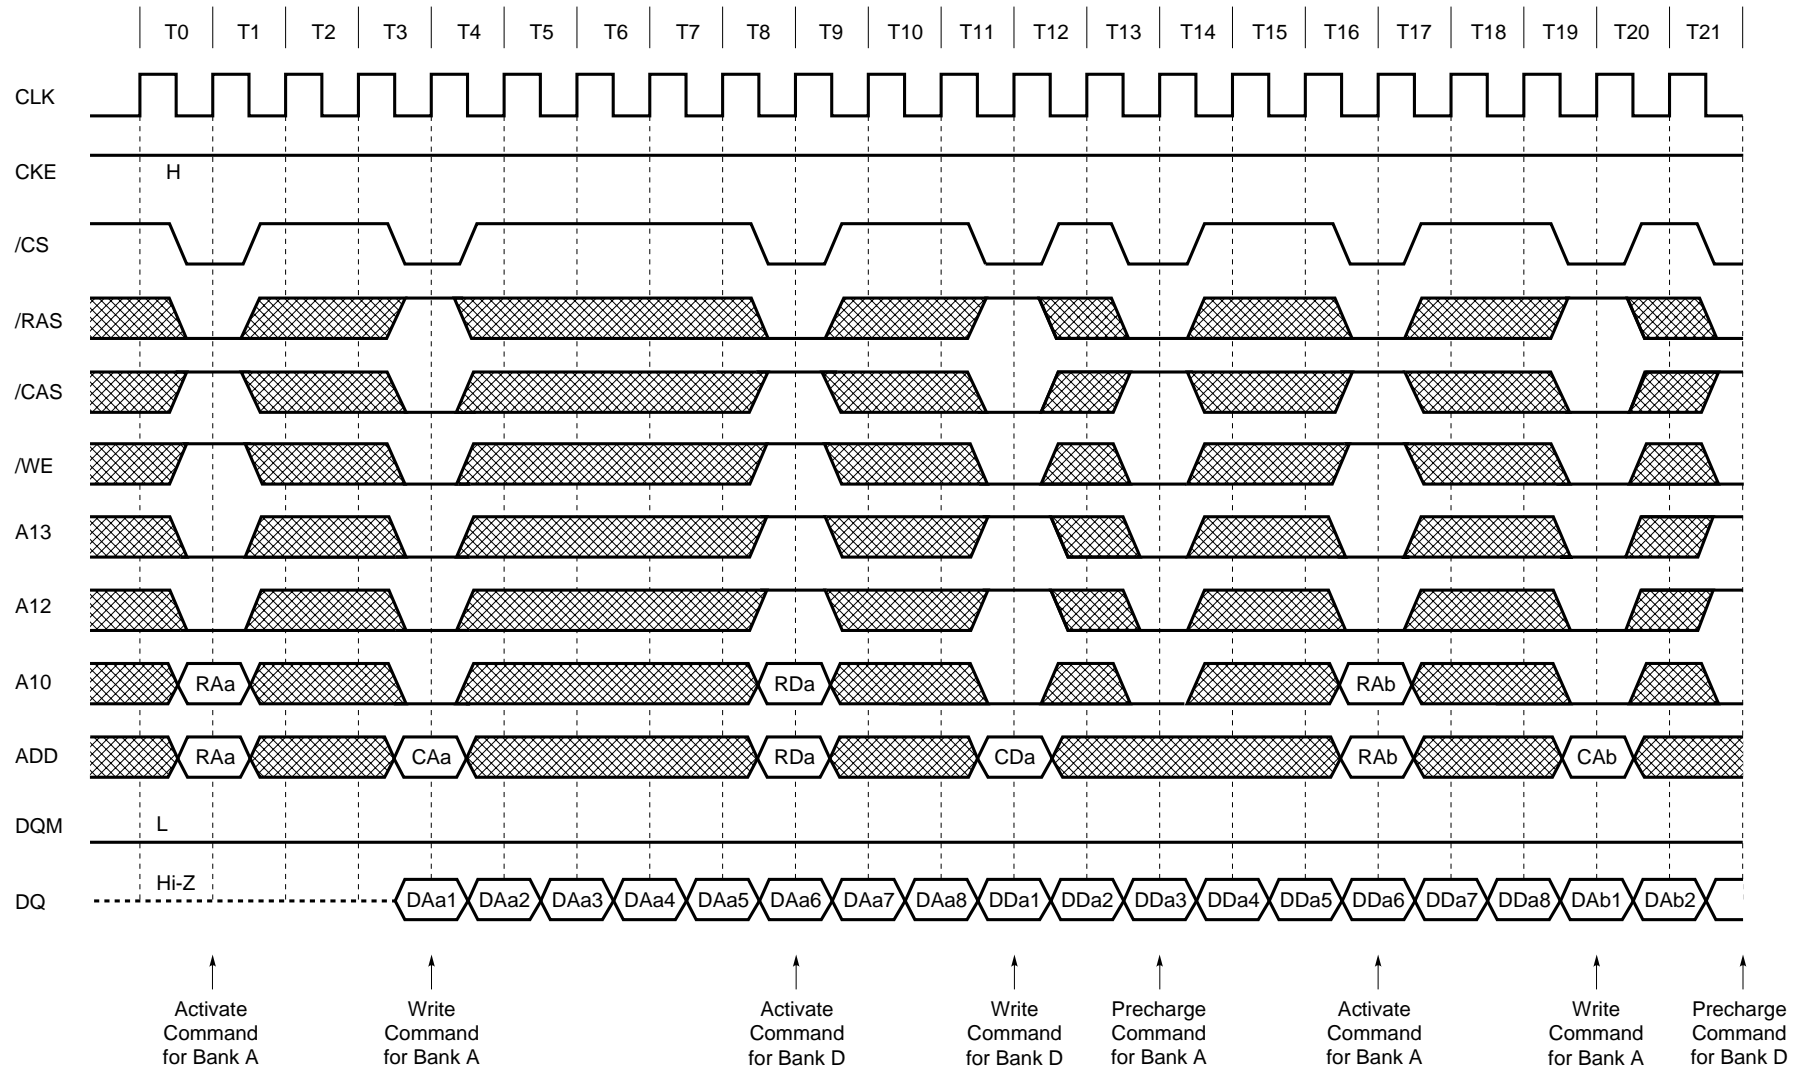 T0 T1 T2 T3 T4 T5 T6 T7 T8 T9 T10 T11 T12 T13 T14 T15 T16 T17 T18 T19 T20 T21
CLK
CKE H
/CS
/RAS
/CAS
/WE
A13
A12
A10 RAa RDa RAb
ADD RAa CAa RDa CDa RAb CAb
DQM L
DQ Hi-Z DAa1 DAa2 DAa3 DAa4 DAa5 DAa6 DAa7 DAa8 DDa1 DDa2 DDa3 DDa4 DDa5 DDa6 DDa7 DDa8 DAb1 DAb2
Activate
Command
for Bank A
Write
Command
for Bank A
Activate
Command
for Bank D
Write
Command
for Bank D
Precharge
Command
for Bank A
Activate
Command
for Bank A
Write
Command
for Bank A
Precharge
Command
for Bank D